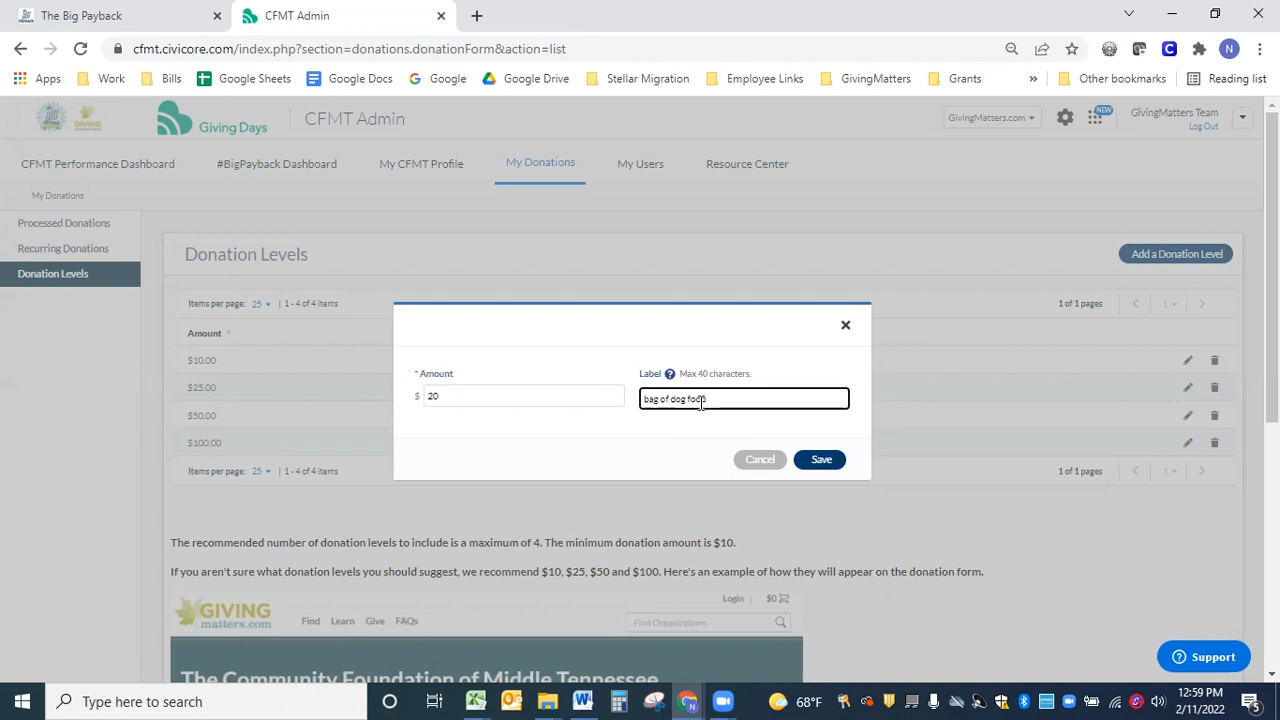 The Big Payback
CFMT Admin
cfmt.civicore.com/index.php?section=donations.donationForm&action=list
Apps
Work
Bills
Google Sheets
Google Docs
Google
Google Drive
Stellar Migration
Employee Links
GivingMatters
Grants
»
Other bookmarks
Reading list
Giving Days
CFMT Admin
GivingMatters.com
NEW
GivingMatters Team
Log Out
CFMT Performance Dashboard
#BigPayback Dashboard
My CFMT Profile
My Donations
My Users
Resource Center
My Donations
Processed Donations
Recurring Donations
Donation Levels
Donation Levels
Add a Donation Level
Items per page: 25 | 1 - 4 of 4 items
1 of 1 pages
1
Amount
$10.00
$25.00
$50.00
$100.00
Items per page: 25 | 1 - 4 of 4 items
1 of 1 pages
1
* Amount
$ 20
Label ? Max 40 characters.
bag of dog food
Cancel
Save
The recommended number of donation levels to include is a maximum of 4. The minimum donation amount is $10.
If you aren't sure what donation levels you should suggest, we recommend $10, $25, $50 and $100. Here's an example of how they will appear on the donation form.
Login | $0
GIVING
matters.com
Find Learn Give FAQs
Find Organizations
The Community Foundation of Middle Tennessee
Support
Type here to search
68°F
12:59 PM
2/11/2022
5